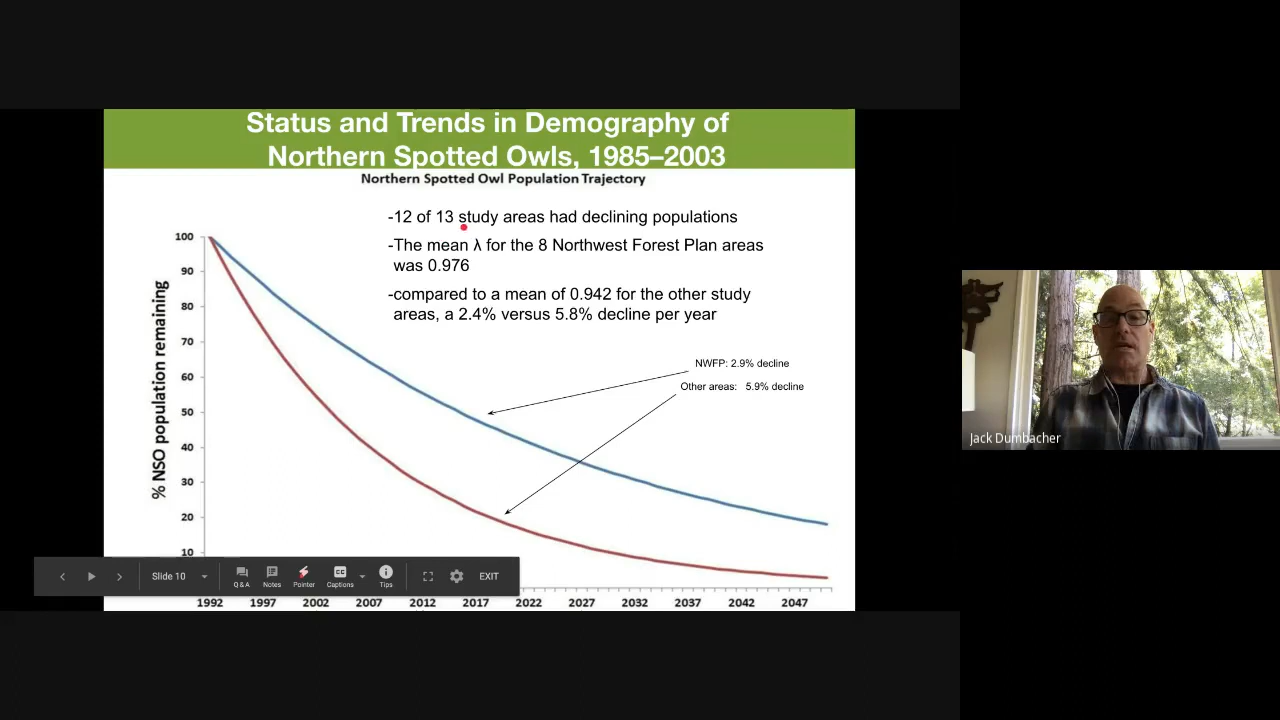 Status and Trends in Demography of
Northern Spotted Owls, 1985–2003
Northern Spotted Owl Population Trajectory
-12 of 13 study areas had declining populations
-The mean λ for the 8 Northwest Forest Plan areas
was 0.976
-compared to a mean of 0.942 for the other study
areas, a 2.4% versus 5.8% decline per year
NWFP: 2.9% decline
Other areas: 5.9% decline
% NSO population remaining
100
90
80
70
60
50
40
30
20
10
1992 1997 2002 2007 2012 2017 2022 2027 2032 2037 2042 2047
Slide 10
Q & A
Notes
Pointer
CC
Captions
Tips
EXIT
Jack Dumbacher